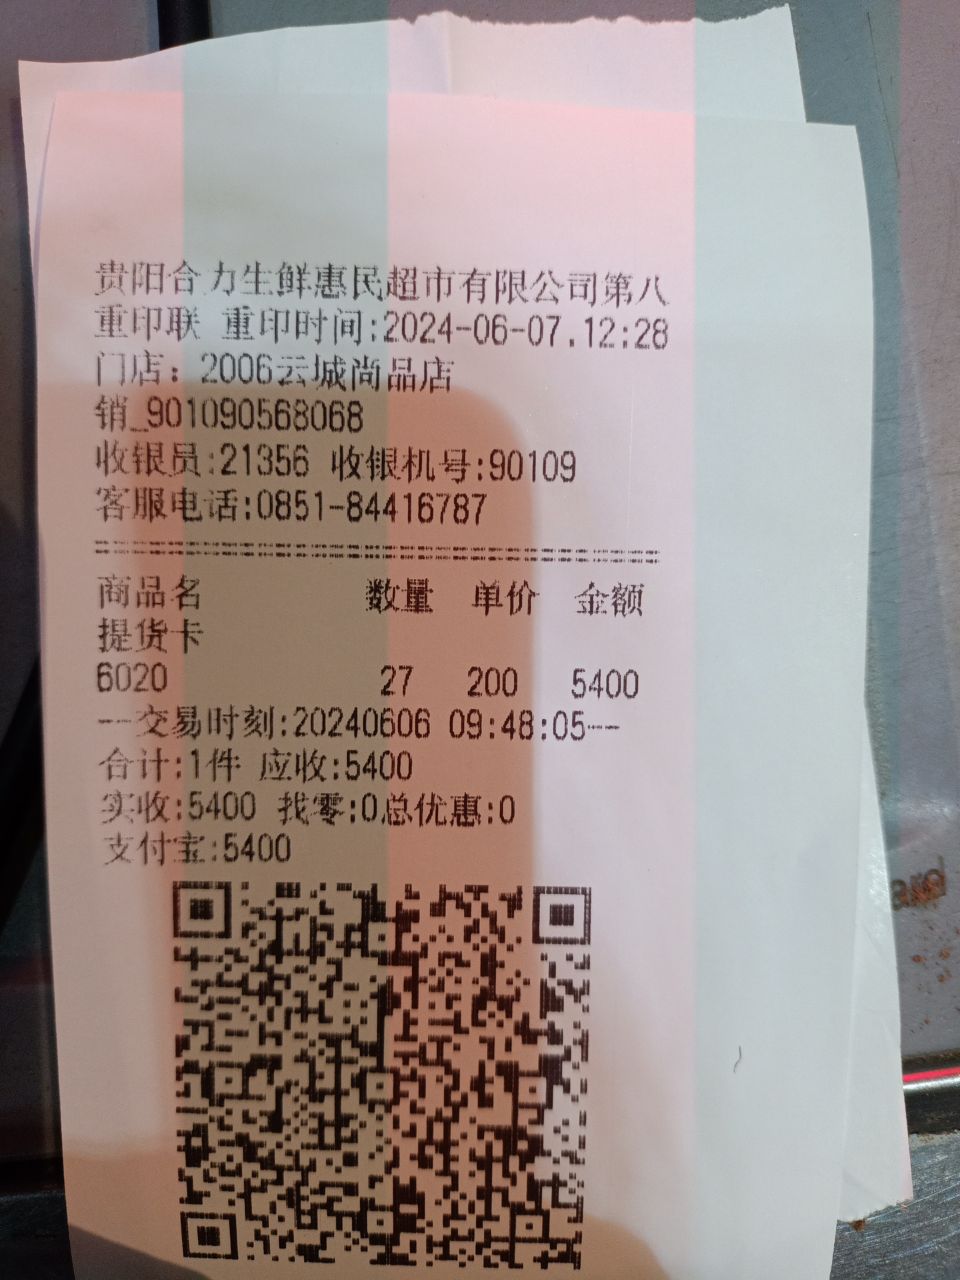 贵阳合力生鲜惠民超市有限公司第八
重印联 重印时间:2024-06-07.12:28
门店：2006云城尚品店
销_901090568068
收银员:21356 收银机号:90109
客服电话:0851-84416787
商品名 数量 单价 金额
提货卡
6020 27 200 5400
--交易时刻:20240606 09:48:05--
合计:1件 应收:5400
实收:5400 找零:0总优惠:0
支付宝:5400